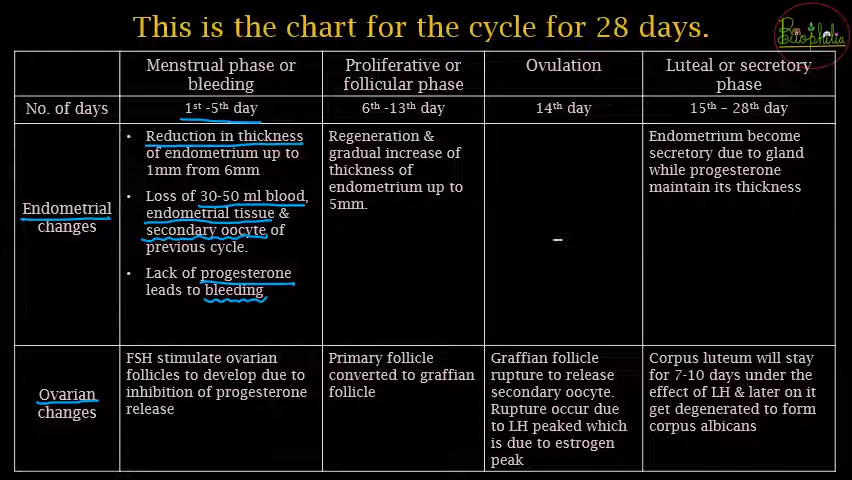 This is the chart for the cycle for 28 days.
Biophilia
Menstrual phase or
bleeding
Proliferative or
follicular phase
Ovulation
Luteal or secretory
phase
No. of days
1st -5th day
6th -13th day
14th day
15th – 28th day
Endometrial
changes
• Reduction in thickness
of endometrium up to
1mm from 6mm
• Loss of 30-50 ml blood,
endometrial tissue &
secondary oocyte of
previous cycle.
• Lack of progesterone
leads to bleeding
Regeneration &
gradual increase of
thickness of
endometrium up to
5mm.
–
Endometrium become
secretory due to gland
while progesterone
maintain its thickness
Ovarian
changes
FSH stimulate ovarian
follicles to develop due to
inhibition of progesterone
release
Primary follicle
converted to graffian
follicle
Graffian follicle
rupture to release
secondary oocyte.
Rupture occur due
to LH peaked which
is due to estrogen
peak
Corpus luteum will stay
for 7-10 days under the
effect of LH & later on it
get degenerated to form
corpus albicans